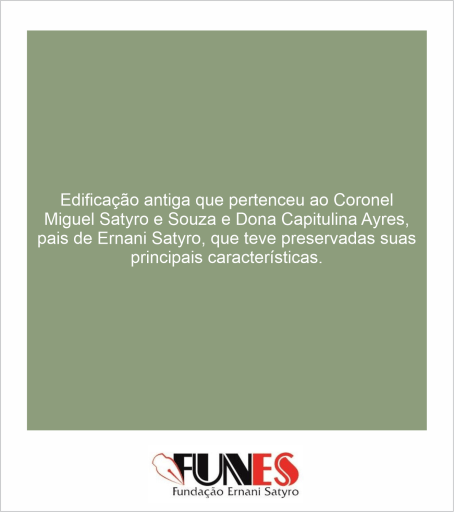 Edificação antiga que pertenceu ao Coronel
Miguel Satyro e Souza e Dona Capitulina Ayres,
pais de Ernani Satyro, que teve preservadas suas
principais características.
FUNES
Fundação Ernani Satyro